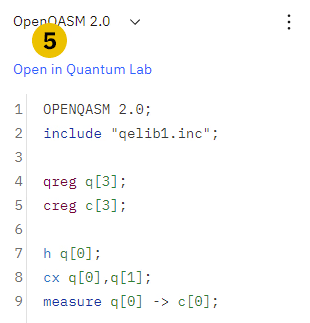 OpenQASM 2.0
5
Open in Quantum Lab
1 OPENQASM 2.0;
2 include "qelib1.inc";
3
4 qreg q[3];
5 creg c[3];
6
7 h q[0];
8 cx q[0],q[1];
9 measure q[0] -> c[0];